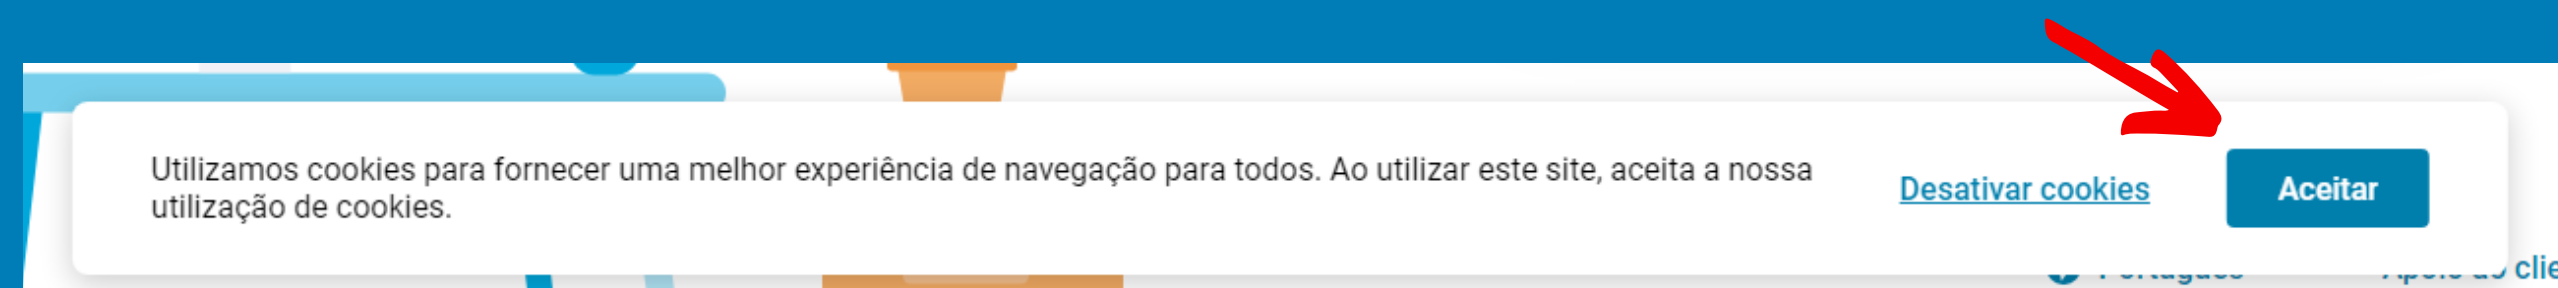 Utilizamos cookies para fornecer uma melhor experiência de navegação para todos. Ao utilizar este site, aceita a nossa
utilização de cookies.
Desativar cookies
Aceitar